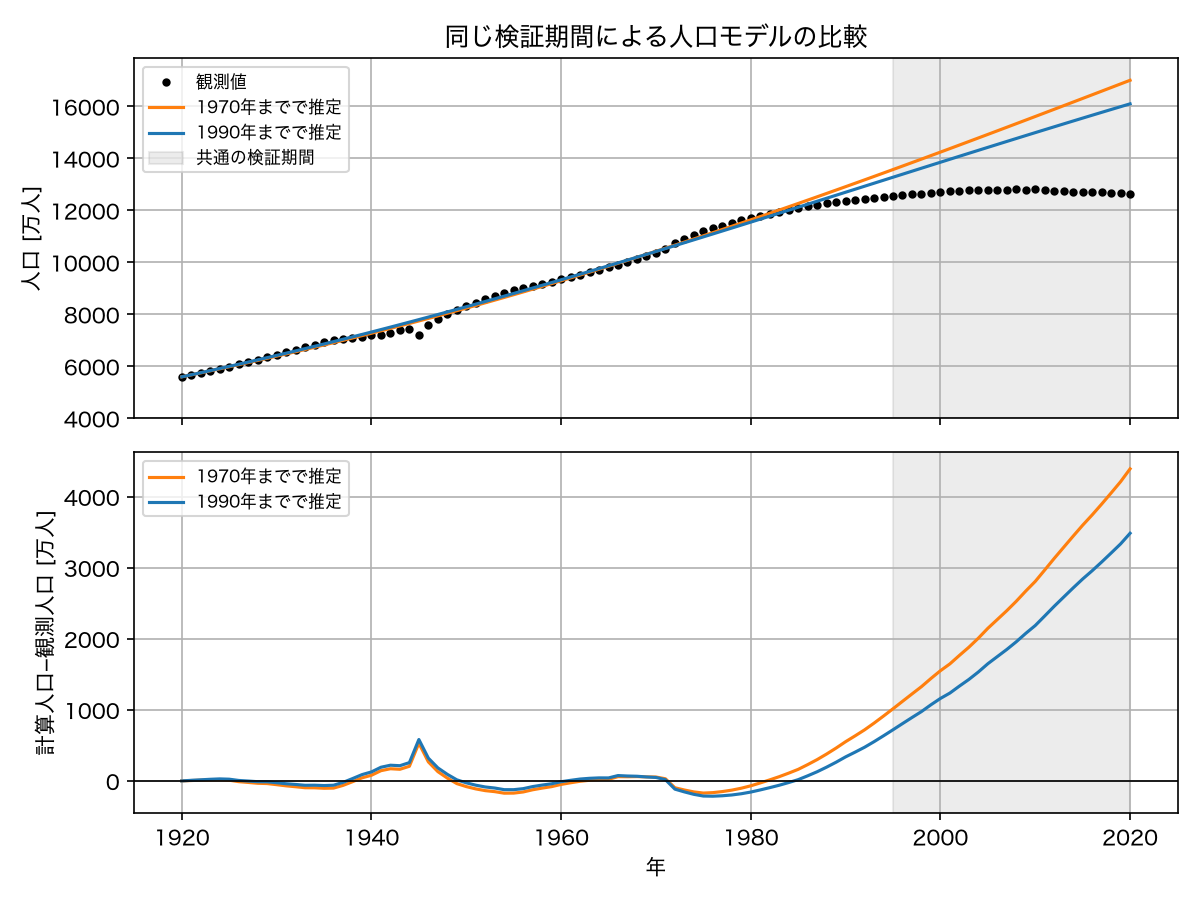 同じ検証期間による人口モデルの比較
観測値
1970年までで推定
1990年までで推定
共通の検証期間
16000
14000
12000
10000
8000
6000
4000
人口 [万人]
1970年までで推定
1990年までで推定
4000
3000
2000
1000
0
計算人口−観測人口 [万人]
1920
1940
1960
1980
2000
2020
年